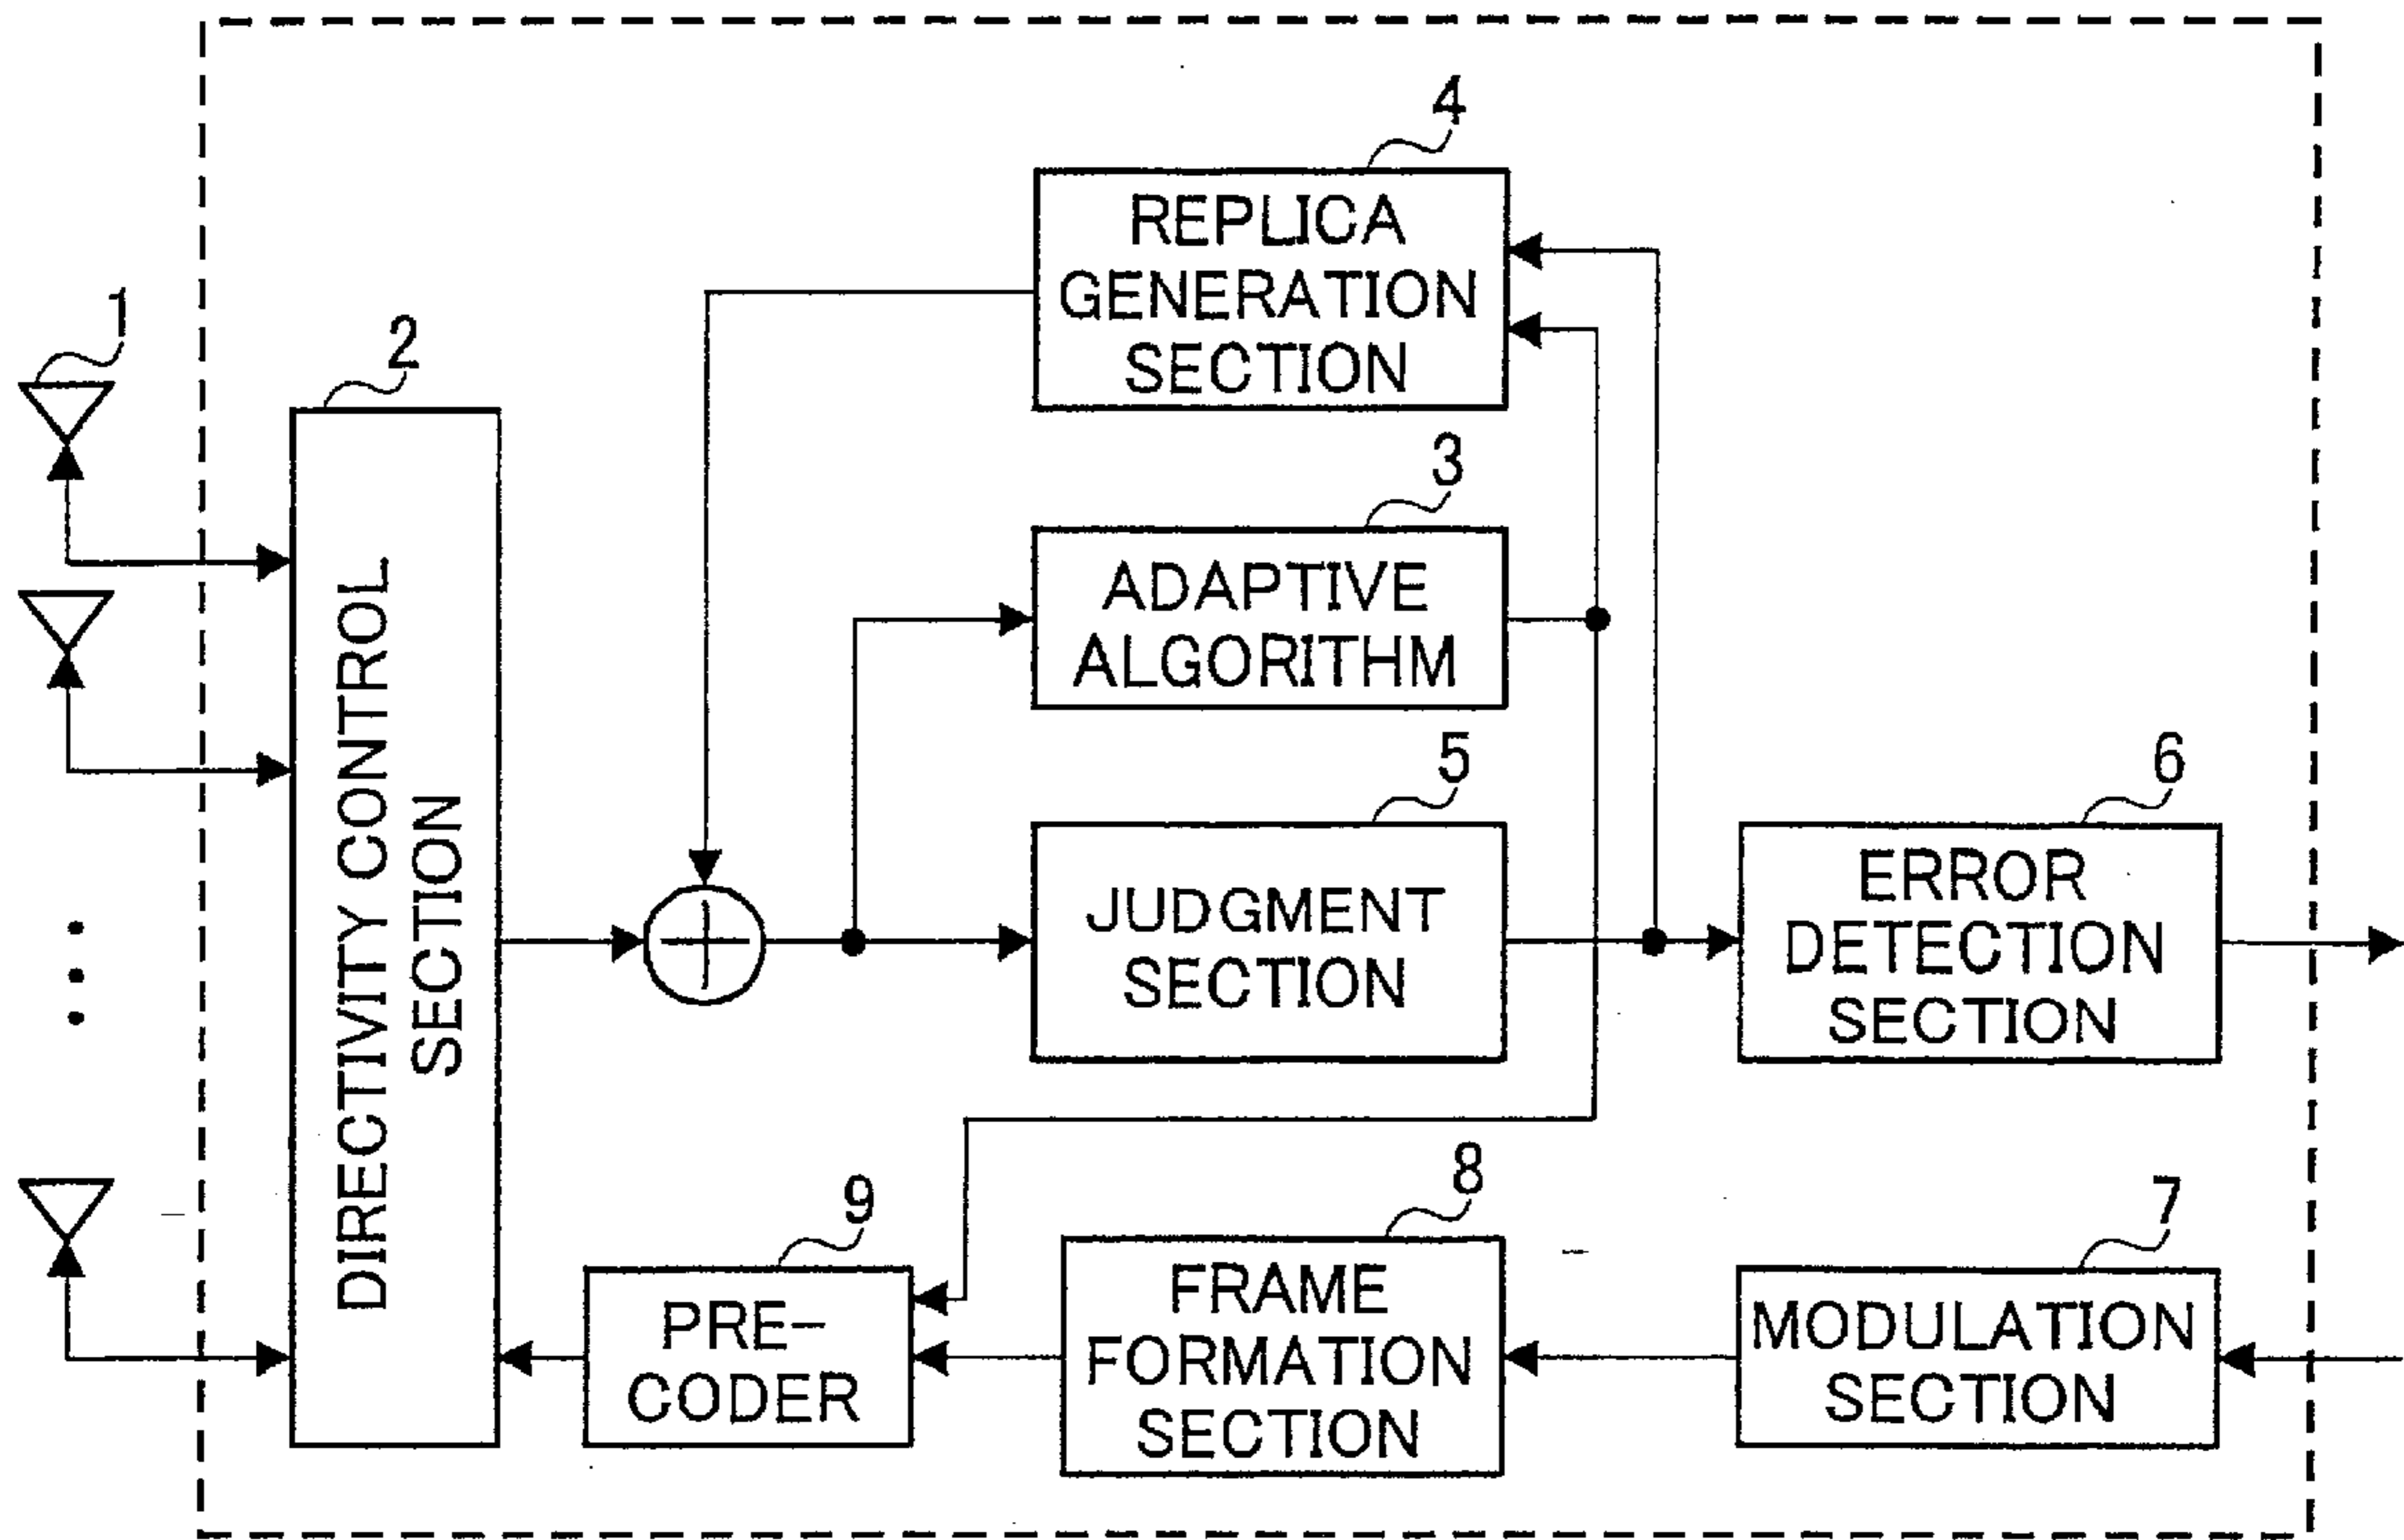 4
REPLICA
GENERATION
SECTION
1
2
DIRECTIVITY CONTROL
SECTION
3
ADAPTIVE
ALGORITHM
5
JUDGMENT
SECTION
6
ERROR
DETECTION
SECTION
9
PRE-
CODER
8
FRAME
FORMATION
SECTION
7
MODULATION
SECTION